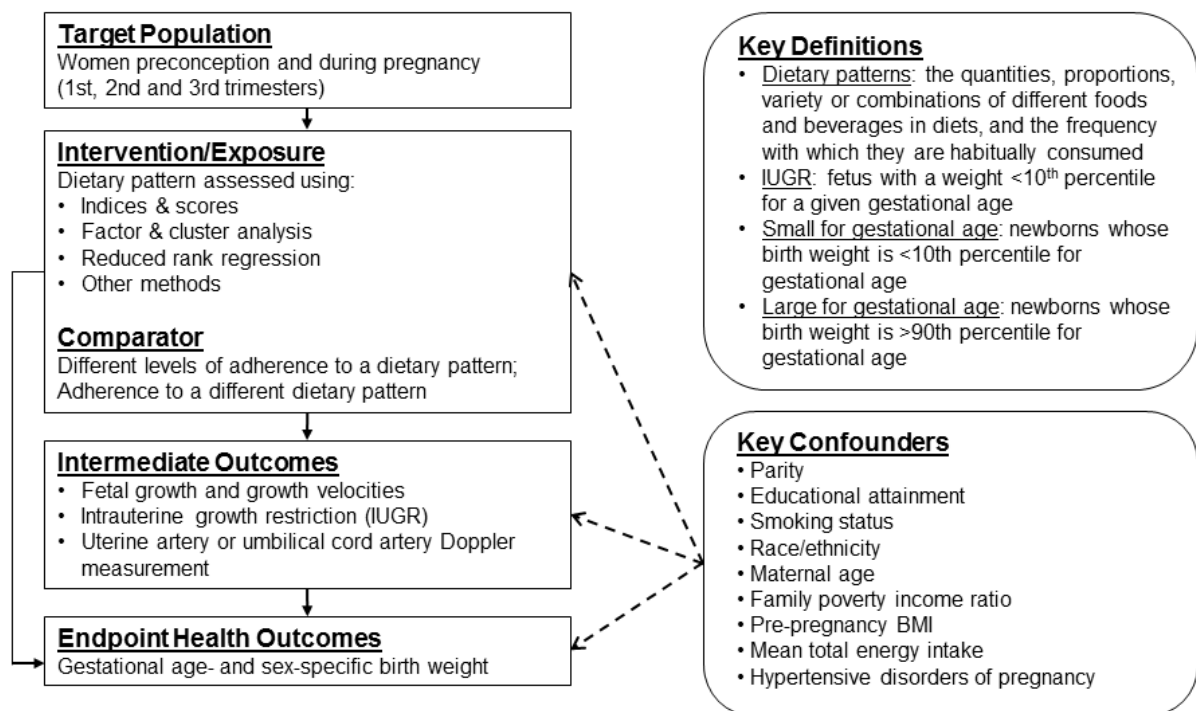 Target Population
Women preconception and during pregnancy
(1st, 2nd and 3rd trimesters)
Intervention/Exposure
Dietary pattern assessed using:
• Indices & scores
• Factor & cluster analysis
• Reduced rank regression
• Other methods
Comparator
Different levels of adherence to a dietary pattern;
Adherence to a different dietary pattern
Intermediate Outcomes
• Fetal growth and growth velocities
• Intrauterine growth restriction (IUGR)
• Uterine artery or umbilical cord artery Doppler
measurement
Endpoint Health Outcomes
Gestational age- and sex-specific birth weight
Key Definitions
• Dietary patterns: the quantities, proportions,
variety or combinations of different foods
and beverages in diets, and the frequency
with which they are habitually consumed
• IUGR: fetus with a weight <10th percentile
for a given gestational age
• Small for gestational age: newborns whose
birth weight is <10th percentile for
gestational age
• Large for gestational age: newborns whose
birth weight is >90th percentile for
gestational age
Key Confounders
• Parity
• Educational attainment
• Smoking status
• Race/ethnicity
• Maternal age
• Family poverty income ratio
• Pre-pregnancy BMI
• Mean total energy intake
• Hypertensive disorders of pregnancy